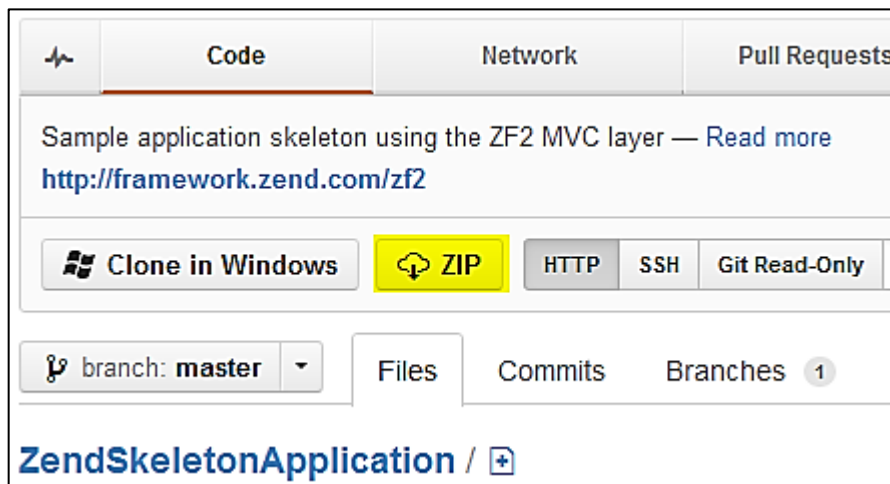 Code Network Pull Requests
Sample application skeleton using the ZF2 MVC layer — Read more
http://framework.zend.com/zf2
Clone in Windows ZIP HTTP SSH Git Read-Only
branch: master Files Commits Branches 1
ZendSkeletonApplication /